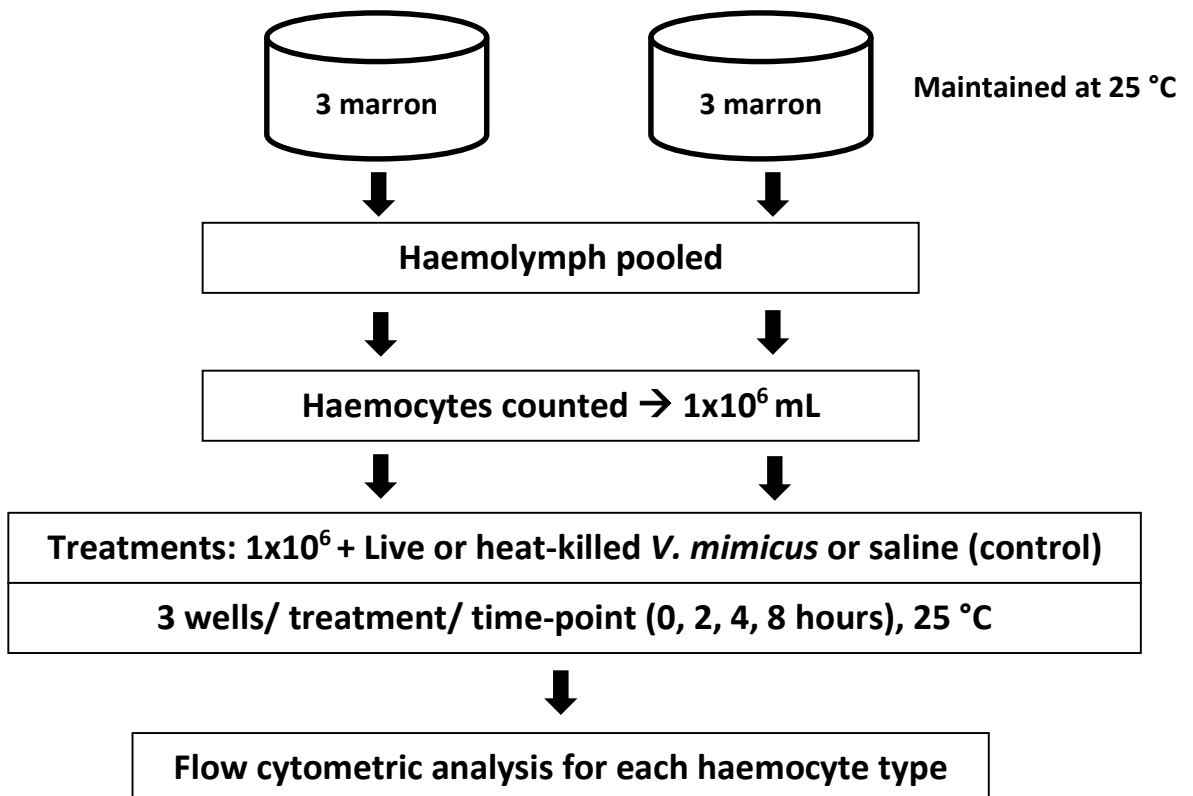 3 marron
3 marron
Maintained at 25 °C
Haemolymph pooled
Haemocytes counted → 1x10⁶ mL
Treatments: 1x10⁶ + Live or heat-killed V. mimicus or saline (control)
3 wells/ treatment/ time-point (0, 2, 4, 8 hours), 25 °C
Flow cytometric analysis for each haemocyte type